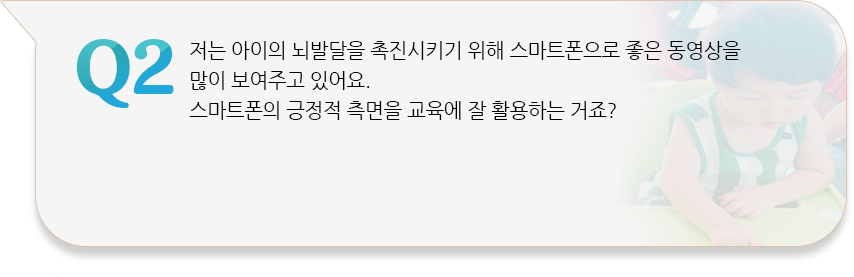 Q2
저는 아이의 뇌발달을 촉진시키기 위해 스마트폰으로 좋은 동영상을
많이 보여주고 있어요.
스마트폰의 긍정적 측면을 교육에 잘 활용하는 거죠?